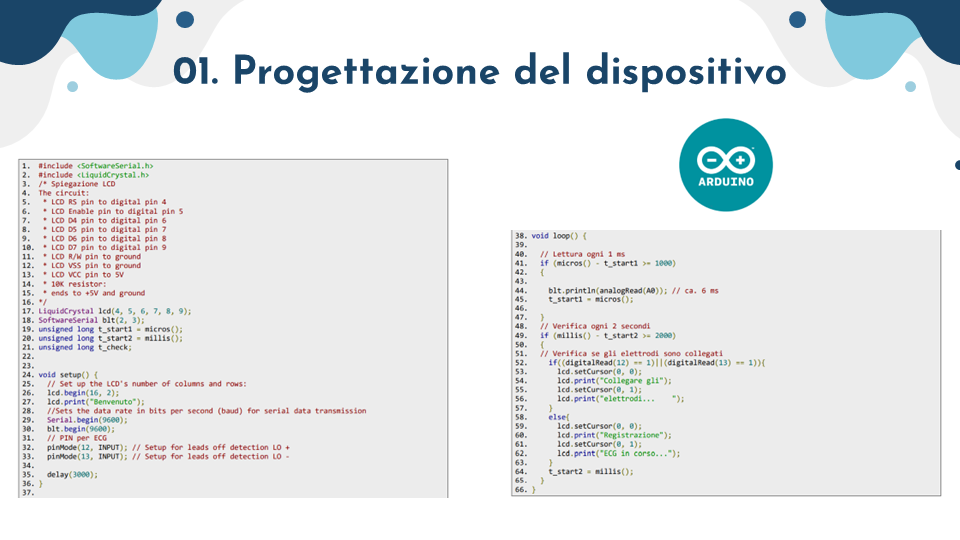 01. Progettazione del dispositivo
1. #include <SoftwareSerial.h>
2. #include <LiquidCrystal.h>
3. /* Spiegazione LCD
4. The circuit:
5. * LCD RS pin to digital pin 4
6. * LCD Enable pin to digital pin 5
7. * LCD D4 pin to digital pin 6
8. * LCD D5 pin to digital pin 7
9. * LCD D6 pin to digital pin 8
10. * LCD D7 pin to digital pin 9
11. * LCD R/W pin to ground
12. * LCD VSS pin to ground
13. * LCD VCC pin to 5V
14. * 10K resistor:
15. * ends to +5V and ground
16. */
17. LiquidCrystal lcd(4, 5, 6, 7, 8, 9);
18. SoftwareSerial blt(2, 3);
19. unsigned long t_start1 = micros();
20. unsigned long t_start2 = millis();
21. unsigned long t_check;
22.
23.
24. void setup() {
25. // Set up the LCD's number of columns and rows:
26. lcd.begin(16, 2);
27. lcd.print("Benvenuto");
28. //Sets the data rate in bits per second (baud) for serial data transmission
29. Serial.begin(9600);
30. blt.begin(9600);
31. // PIN per ECG
32. pinMode(12, INPUT); // Setup for leads off detection LO +
33. pinMode(13, INPUT); // Setup for leads off detection LO -
34.
35. delay(3000);
36. }
37.
ARDUINO
38. void loop() {
39.
40. // Lettura ogni 1 ms
41. if (micros() - t_start1 >= 1000)
42. {
43.
44. blt.println(analogRead(A0)); // ca. 6 ms
45. t_start1 = micros();
46.
47. }
48. // Verifica ogni 2 secondi
49. if (millis() - t_start2 >= 2000)
50. {
51. // Verifica se gli elettrodi sono collegati
52. if((digitalRead(12) == 1)||(digitalRead(13) == 1)){
53. lcd.setCursor(0, 0);
54. lcd.print("Collegare gli");
55. lcd.setCursor(0, 1);
56. lcd.print("elettrodi...    ");
57. }
58. else{
59. lcd.setCursor(0, 0);
60. lcd.print("Registrazione");
61. lcd.setCursor(0, 1);
62. lcd.print("ECG in corso...");
63. }
64. t_start2 = millis();
65. }
66. }